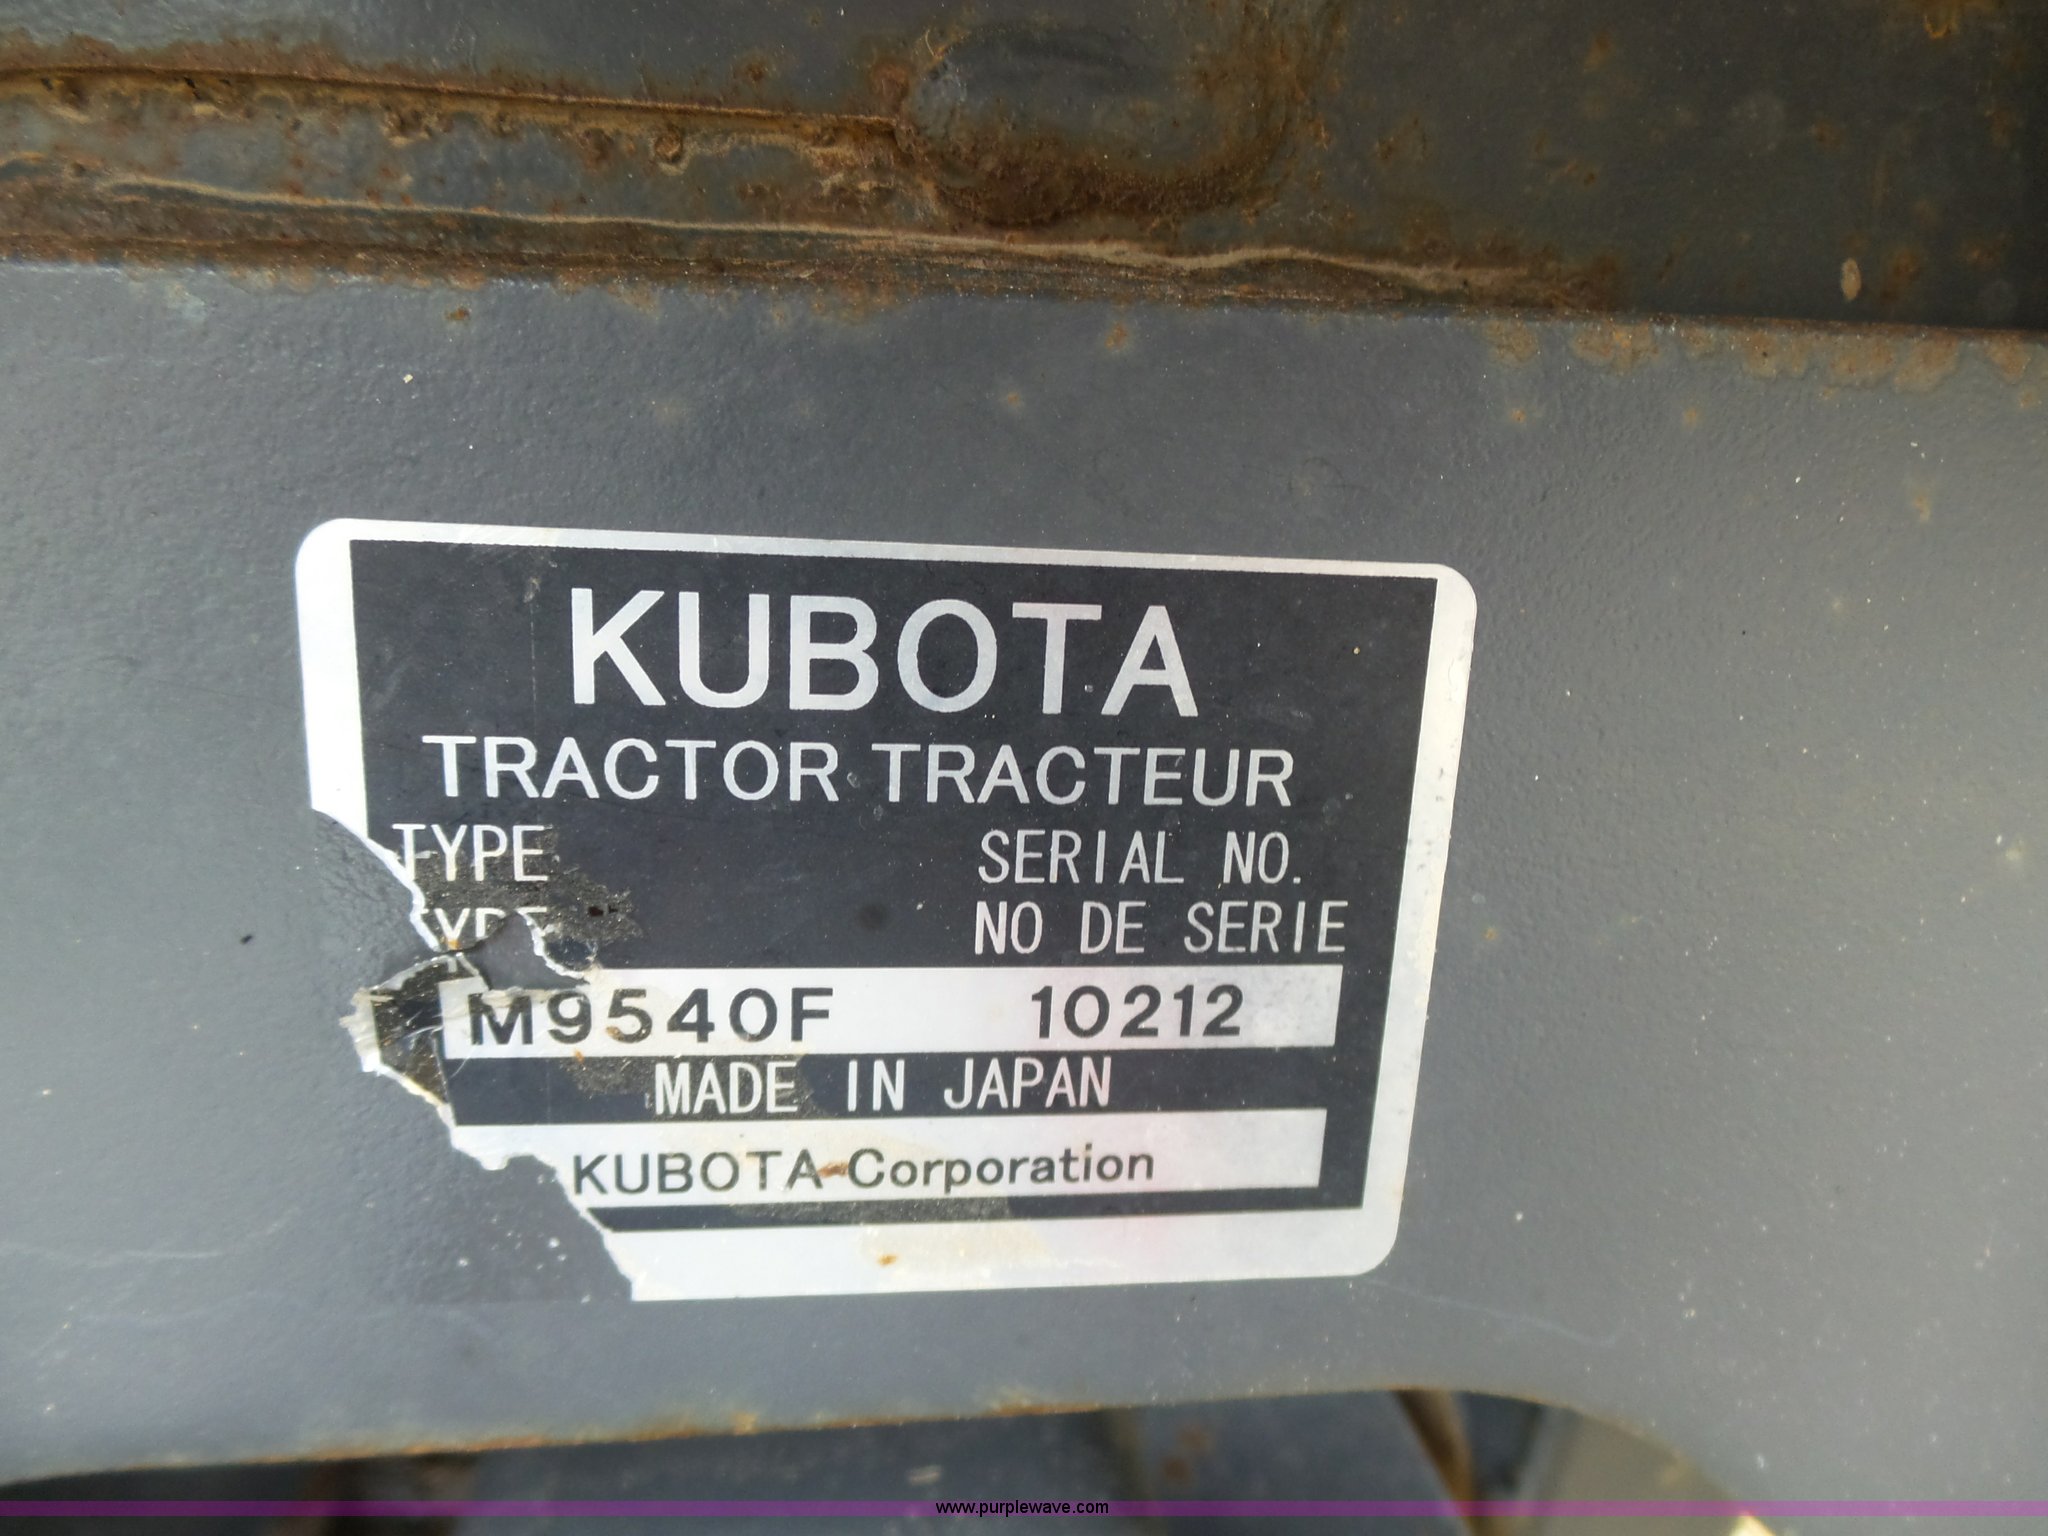 KUBOTA
TRACTOR TRACTEUR
TYPE SERIAL NO.
TYPE NO DE SERIE
M9540F 10212
MADE IN JAPAN
KUBOTA Corporation
www.purplewave.com